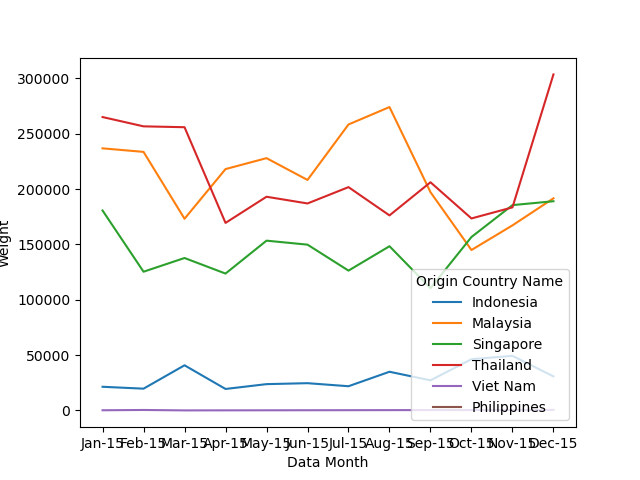 300000
250000
200000
150000
100000
50000
0
Weight
Origin Country Name
Indonesia
Malaysia
Singapore
Thailand
Viet Nam
Philippines
Jan-15 Feb-15 Mar-15 Apr-15 May-15 Jun-15 Jul-15 Aug-15 Sep-15 Oct-15 Nov-15 Dec-15
Data Month